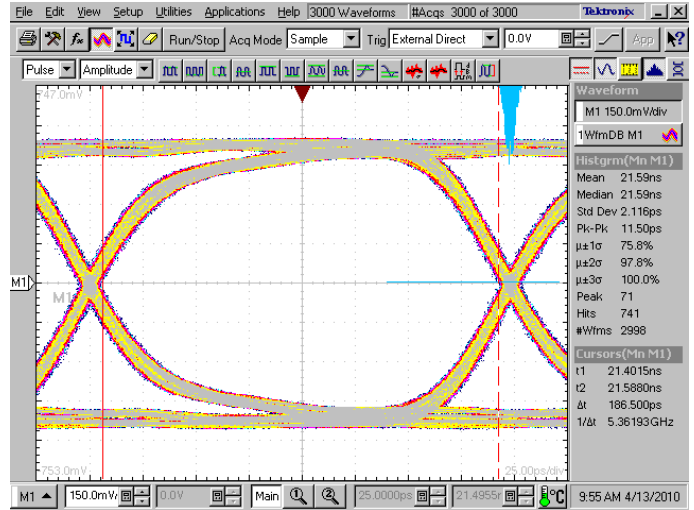 File Edit View Setup Utilities Applications Help 3000 Waveforms #Acqs 3000 of 3000 Tektronix
Run/Stop Acq Mode Sample Trig External Direct 0.0V App
Pulse Amplitude
747.0mV
Waveform
M1 150.0mV/div
1WfmDB M1
Histgrm(Mn M1)
Mean 21.59ns
Median 21.59ns
Std Dev 2.116ps
Pk-Pk 11.50ps
µ±1σ 75.8%
µ±2σ 97.8%
µ±3σ 100.0%
Peak 71
Hits 741
#Wfms 2998
M1
M1
Cursors(Mn M1)
t1 21.4015ns
t2 21.5880ns
Δt 186.500ps
1/Δt 5.36193GHz
-753.0mV 25.00ps/div
M1 150.0mV/ 0.0V Main 25.0000ps 21.4955r °C 9:55 AM 4/13/2010